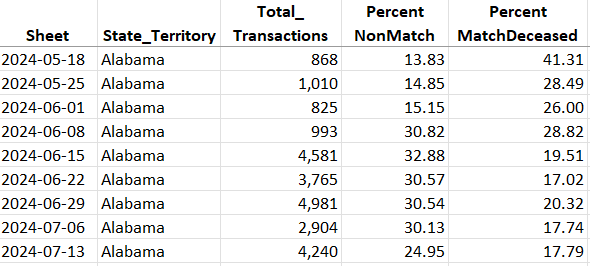 Total_ Percent Percent
Sheet State_Territory Transactions NonMatch MatchDeceased
2024-05-18 Alabama 868 13.83 41.31
2024-05-25 Alabama 1,010 14.85 28.49
2024-06-01 Alabama 825 15.15 26.00
2024-06-08 Alabama 993 30.82 28.82
2024-06-15 Alabama 4,581 32.88 19.51
2024-06-22 Alabama 3,765 30.57 17.02
2024-06-29 Alabama 4,981 30.54 20.32
2024-07-06 Alabama 2,904 30.13 17.74
2024-07-13 Alabama 4,240 24.95 17.79